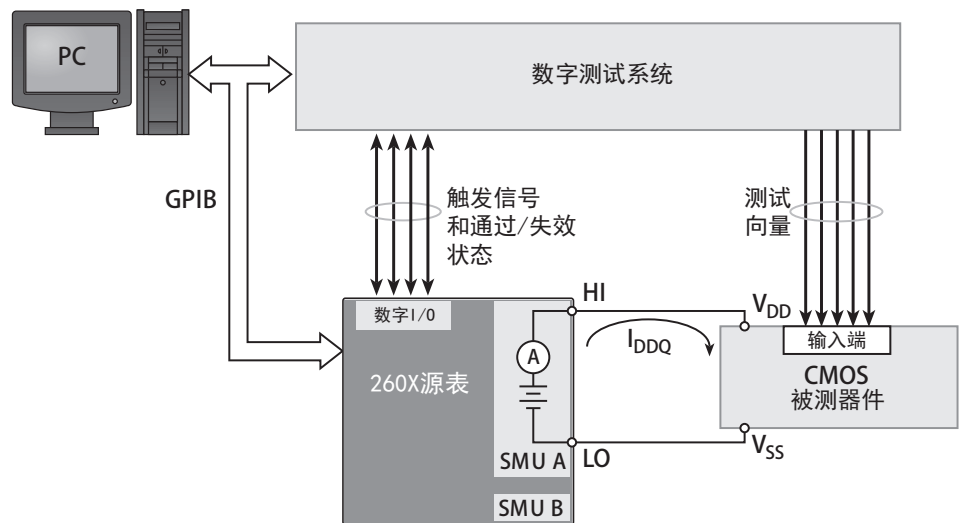 PC
数字测试系统
GPIB
触发信号
和通过/失效
状态
测试
向量
数字I/0
HI
V_DD
I_DDQ
输入端
A
260X源表
CMOS
被测器件
SMU A
LO
V_SS
SMU B